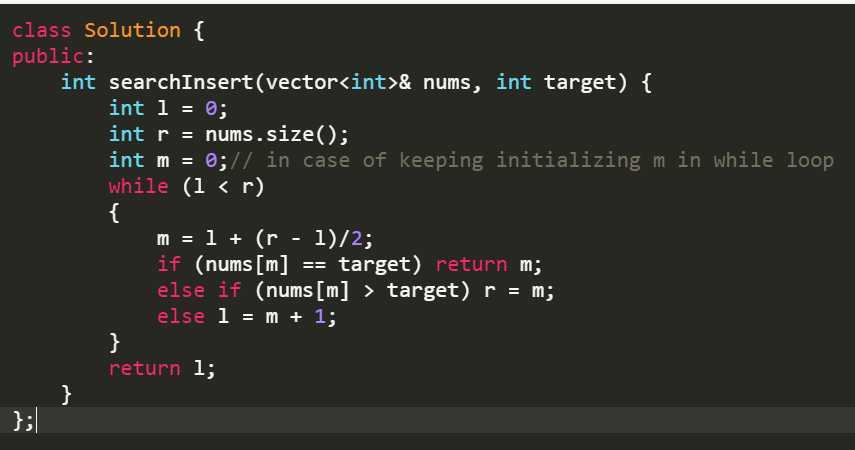 class Solution {
public:
    int searchInsert(vector<int>& nums, int target) {
        int l = 0;
        int r = nums.size();
        int m = 0;// in case of keeping initializing m in while loop
        while (l < r)
        {
            m = l + (r - l)/2;
            if (nums[m] == target) return m;
            else if (nums[m] > target) r = m;
            else l = m + 1;
        }
        return l;
    }
};